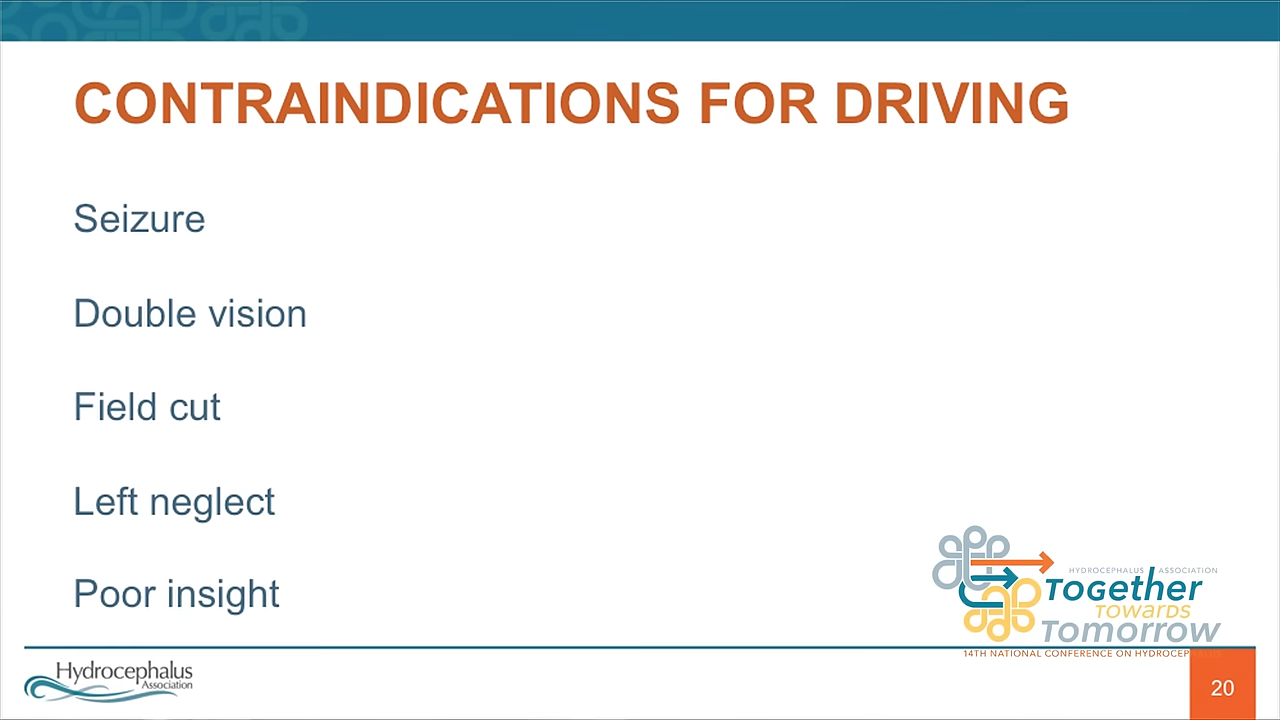 CONTRAINDICATIONS FOR DRIVING
Seizure
Double vision
Field cut
Left neglect
Poor insight
HYDROCEPHALUS ASSOCIATION
Together
TOWARDS
Tomorrow
14TH NATIONAL CONFERENCE ON
Hydrocephalus
Association
20